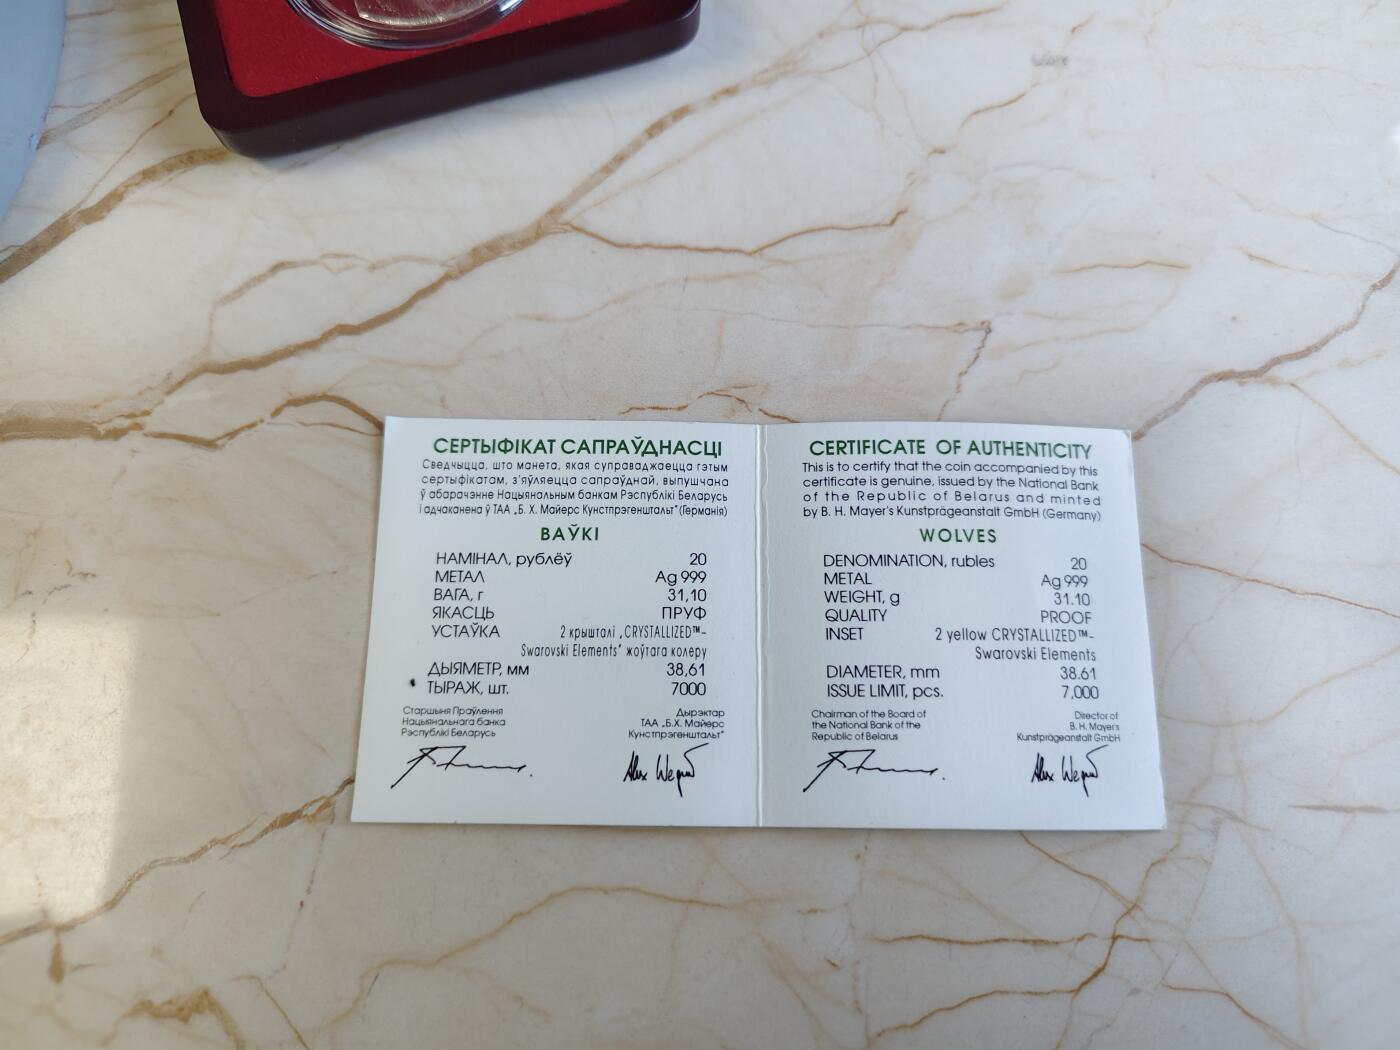 СЕРТЫФІКАТ САПРАЎДНАСЦІ
Сведчыцца, што манета, якая суправаджаецца гэтым
сертыфікатам, з'яўляецца сапраўднай, выпушчана
ў абарачэнне Нацыянальным банкам Рэспублікі Беларусь
і адчаканена ў ТАА „Б. Х. Майерс Кунстпрэгенштальт" (Германія)
ВАЎКІ
НАМІНАЛ, рублёў 20
МЕТАЛ Ag 999
ВАГА, г 31,10
ЯКАСЦЬ ПРУФ
УСТАЎКА 2 крышталі „CRYSTALLIZED™–
Swarovski Elements" жоўтага колеру
ДЫЯМЕТР, мм 38,61
ТЫРАЖ, шт. 7000
Старшыня Праўлення
Нацыянальнага банка
Рэспублікі Беларусь
Дырэктар
ТАА „Б.Х. Майерс
Кунстпрэгенштальт"
CERTIFICATE OF AUTHENTICITY
This is to certify that the coin accompanied by this
certificate is genuine, issued by the National Bank
of the Republic of Belarus and minted
by B. H. Mayer's Kunstprägeanstalt GmbH (Germany)
WOLVES
DENOMINATION, rubles 20
METAL Ag 999
WEIGHT, g 31.10
QUALITY PROOF
INSET 2 yellow CRYSTALLIZED™–
Swarovski Elements
DIAMETER, mm 38.61
ISSUE LIMIT, pcs. 7,000
Chairman of the Board of
the National Bank of the
Republic of Belarus
Director of
B. H. Mayer's
Kunstprägeanstalt GmbH